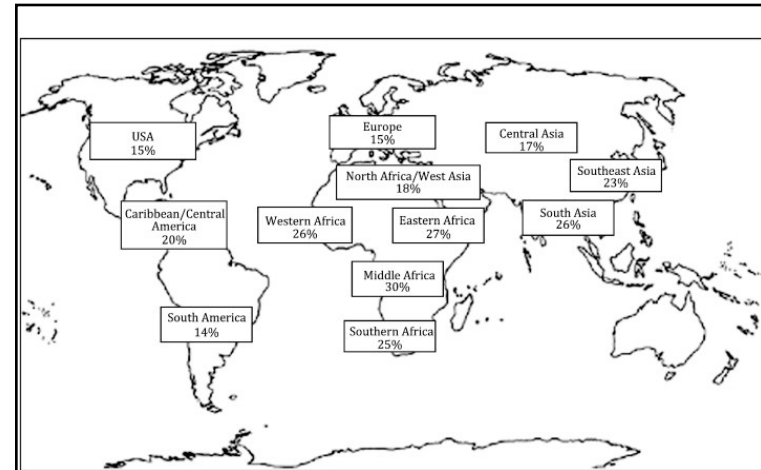 USA
15%
Europe
15%
Central Asia
17%
North Africa/West Asia
18%
Southeast Asia
23%
Caribbean/Central
America
20%
Western Africa
26%
Eastern Africa
27%
South Asia
26%
Middle Africa
30%
South America
14%
Southern Africa
25%